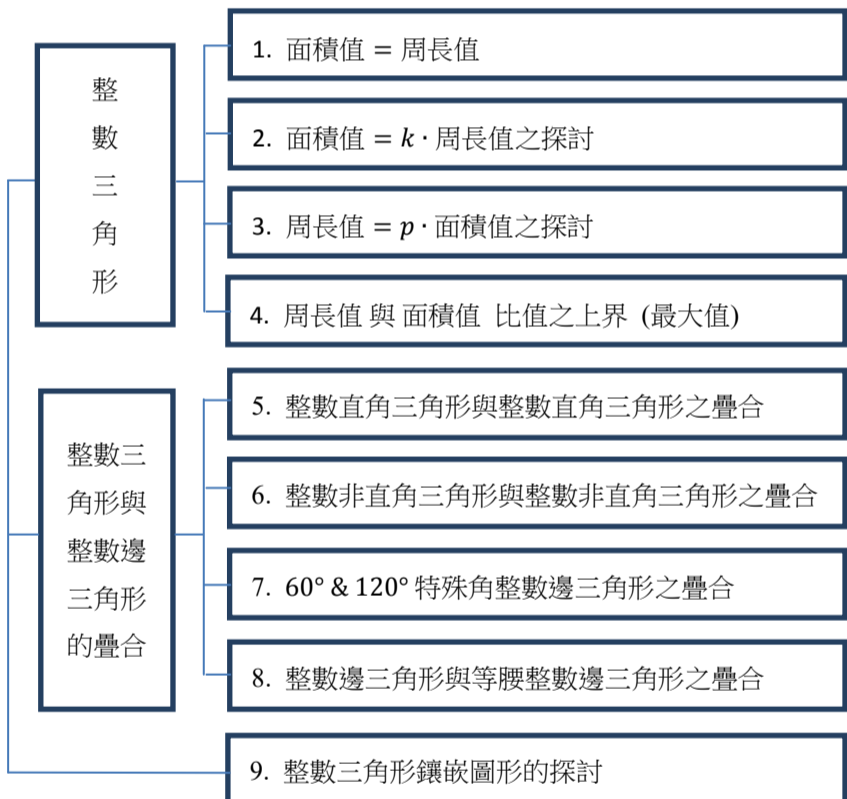 整
數
三
角
形
1. 面積值 = 周長值
2. 面積值 = k · 周長值之探討
3. 周長值 = p · 面積值之探討
4. 周長值 與 面積值 比值之上界 (最大值)
整數三
角形與
整數邊
三角形
的疊合
5. 整數直角三角形與整數直角三角形之疊合
6. 整數非直角三角形與整數非直角三角形之疊合
7. 60° & 120° 特殊角整數邊三角形之疊合
8. 整數邊三角形與等腰整數邊三角形之疊合
9. 整數三角形鑲嵌圖形的探討